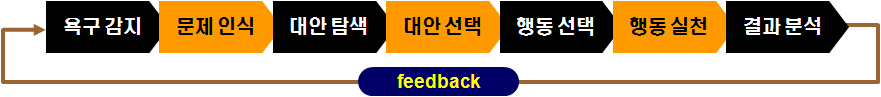 욕구 감지 문제 인식 대안 탐색 대안 선택 행동 선택 행동 실천 결과 분석
feedback